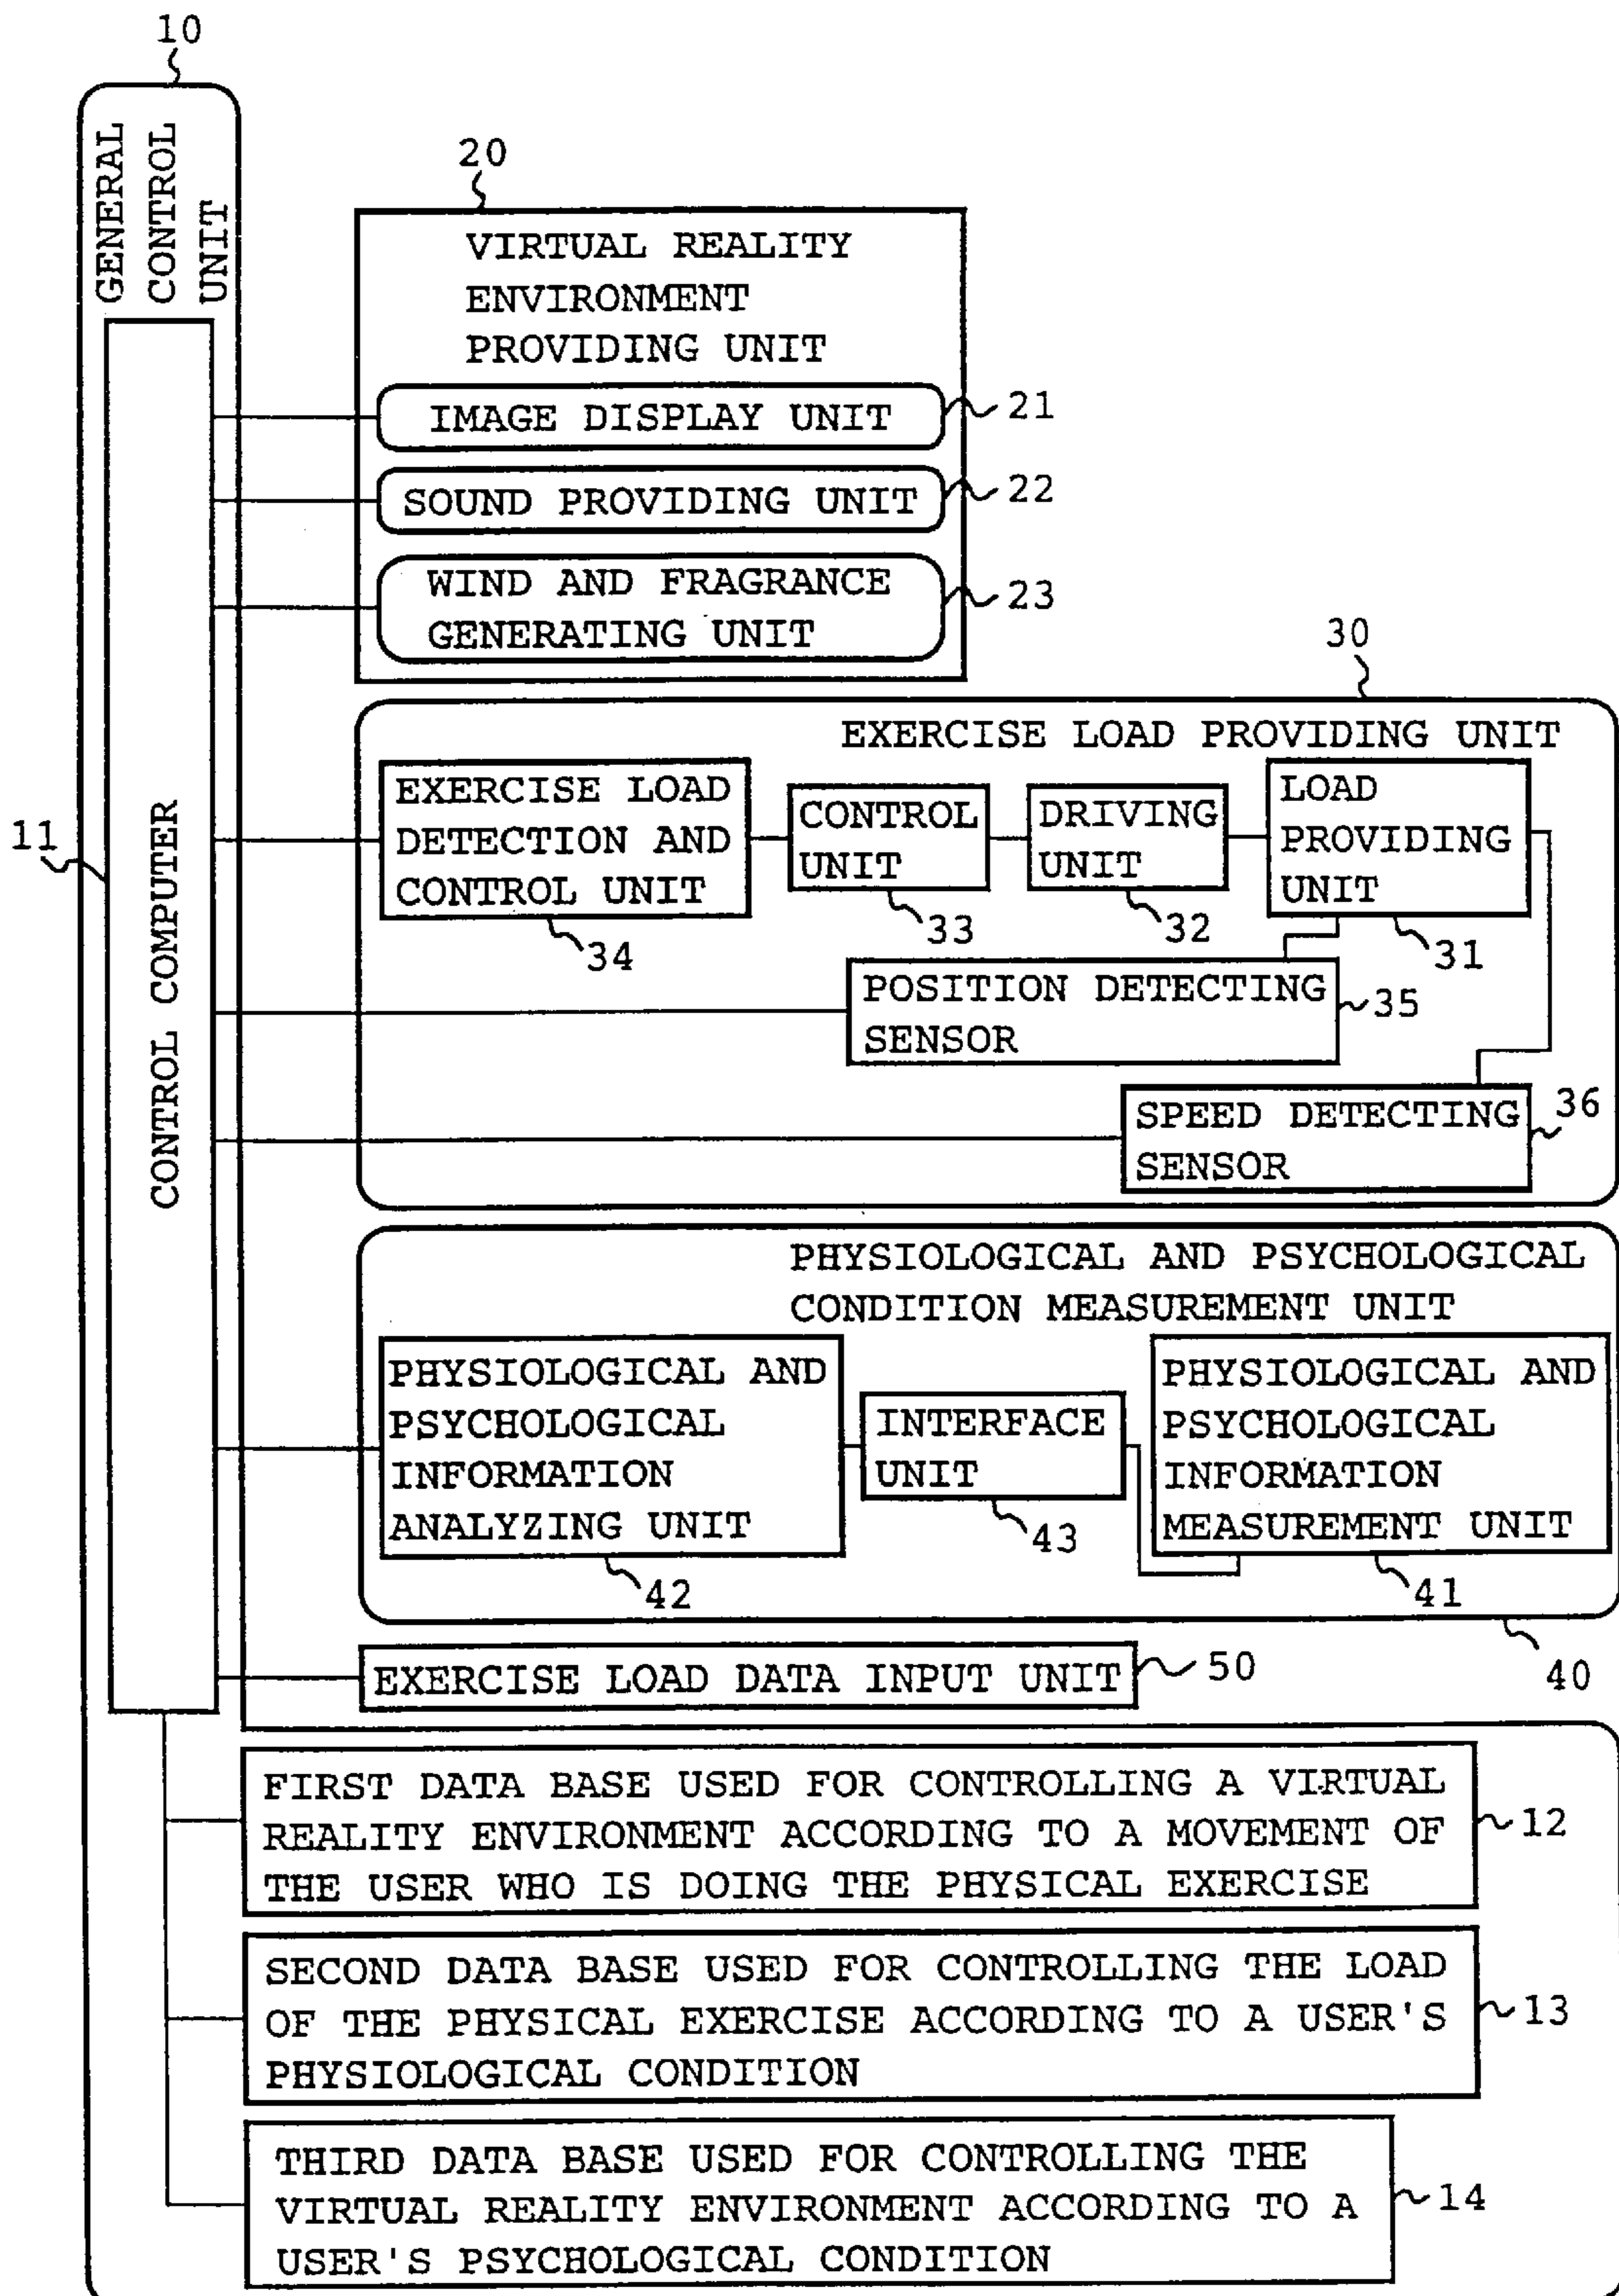 10
GENERAL
CONTROL
UNIT
11
CONTROL COMPUTER
20
VIRTUAL REALITY
ENVIRONMENT
PROVIDING UNIT
IMAGE DISPLAY UNIT
21
SOUND PROVIDING UNIT
22
WIND AND FRAGRANCE
GENERATING UNIT
23
30
EXERCISE LOAD PROVIDING UNIT
EXERCISE LOAD
DETECTION AND
CONTROL UNIT
34
CONTROL
UNIT
33
DRIVING
UNIT
32
LOAD
PROVIDING
UNIT
31
POSITION DETECTING
SENSOR
35
SPEED DETECTING
SENSOR
36
PHYSIOLOGICAL AND PSYCHOLOGICAL
CONDITION MEASUREMENT UNIT
PHYSIOLOGICAL AND
PSYCHOLOGICAL
INFORMATION
ANALYZING UNIT
42
INTERFACE
UNIT
43
PHYSIOLOGICAL AND
PSYCHOLOGICAL
INFORMATION
MEASUREMENT UNIT
41
40
EXERCISE LOAD DATA INPUT UNIT
50
FIRST DATA BASE USED FOR CONTROLLING A VIRTUAL
REALITY ENVIRONMENT ACCORDING TO A MOVEMENT OF
THE USER WHO IS DOING THE PHYSICAL EXERCISE
12
SECOND DATA BASE USED FOR CONTROLLING THE LOAD
OF THE PHYSICAL EXERCISE ACCORDING TO A USER'S
PHYSIOLOGICAL CONDITION
13
THIRD DATA BASE USED FOR CONTROLLING THE
VIRTUAL REALITY ENVIRONMENT ACCORDING TO A
USER'S PSYCHOLOGICAL CONDITION
14